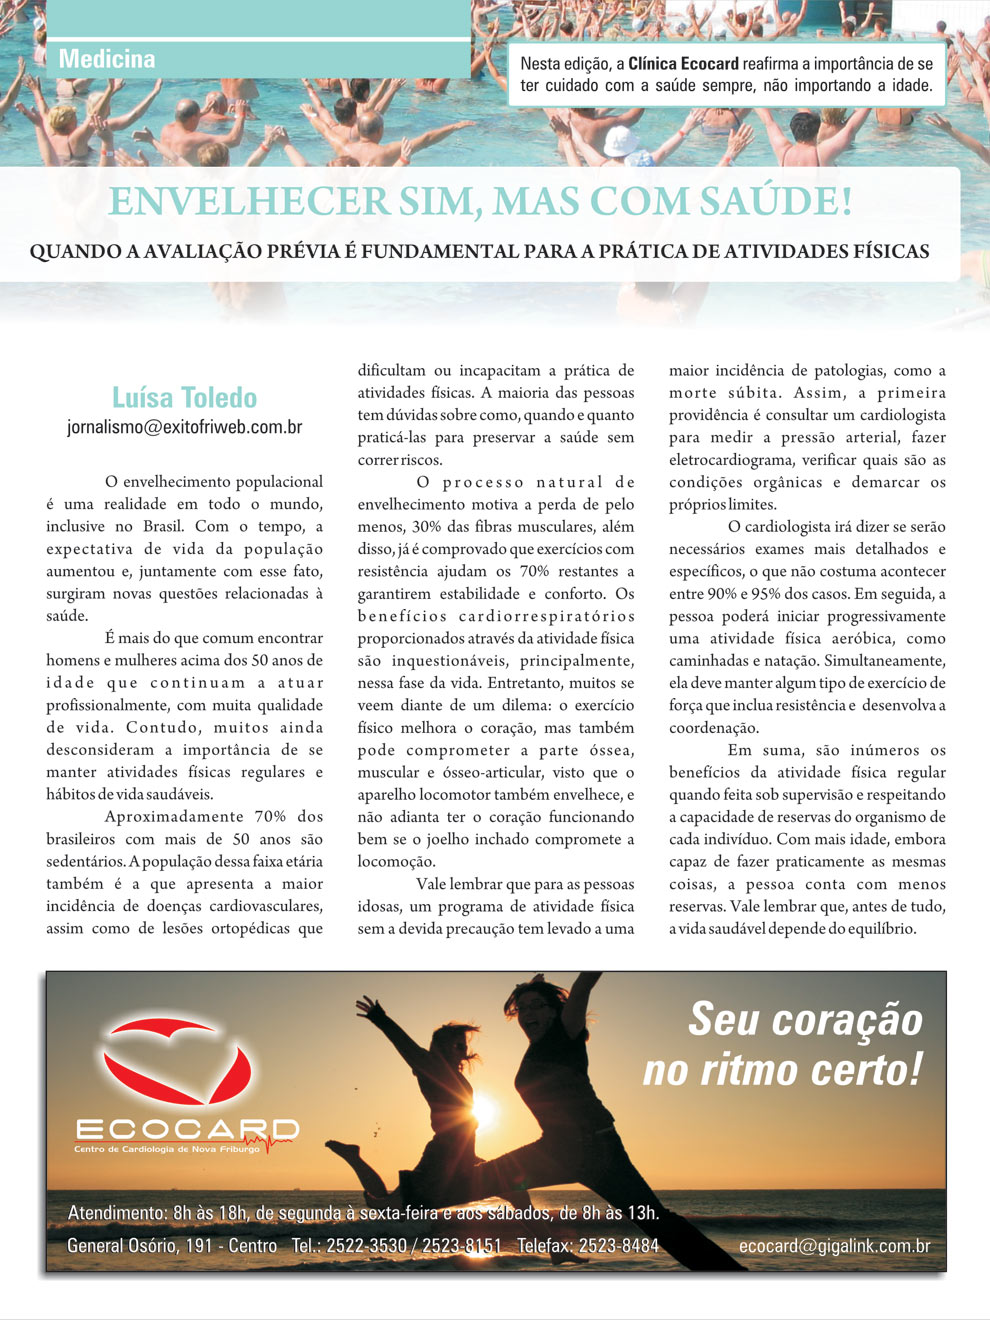 Medicina
Nesta edição, a Clínica Ecocard reafirma a importância de se
ter cuidado com a saúde sempre, não importando a idade.
ENVELHECER SIM, MAS COM SAÚDE!
QUANDO A AVALIAÇÃO PRÉVIA É FUNDAMENTAL PARA A PRÁTICA DE ATIVIDADES FÍSICAS
Luísa Toledo
jornalismo@exitofriweb.com.br
O envelhecimento populacional
é uma realidade em todo o mundo,
inclusive no Brasil. Com o tempo, a
expectativa de vida da população
aumentou e, juntamente com esse fato,
surgiram novas questões relacionadas à
saúde.
É mais do que comum encontrar
homens e mulheres acima dos 50 anos de
idade que continuam a atuar
profissionalmente, com muita qualidade
de vida. Contudo, muitos ainda
desconsideram a importância de se
manter atividades físicas regulares e
hábitos de vida saudáveis.
Aproximadamente 70% dos
brasileiros com mais de 50 anos são
sedentários. A população dessa faixa etária
também é a que apresenta a maior
incidência de doenças cardiovasculares,
assim como de lesões ortopédicas que
dificultam ou incapacitam a prática de
atividades físicas. A maioria das pessoas
tem dúvidas sobre como, quando e quanto
praticá-las para preservar a saúde sem
correr riscos.
O processo natural de
envelhecimento motiva a perda de pelo
menos, 30% das fibras musculares, além
disso, já é comprovado que exercícios com
resistência ajudam os 70% restantes a
garantirem estabilidade e conforto. Os
benefícios cardiorrespiratórios
proporcionados através da atividade física
são inquestionáveis, principalmente,
nessa fase da vida. Entretanto, muitos se
veem diante de um dilema: o exercício
físico melhora o coração, mas também
pode comprometer a parte óssea,
muscular e ósseo-articular, visto que o
aparelho locomotor também envelhece, e
não adianta ter o coração funcionando
bem se o joelho inchado compromete a
locomoção.
Vale lembrar que para as pessoas
idosas, um programa de atividade física
sem a devida precaução tem levado a uma
maior incidência de patologias, como a
morte súbita. Assim, a primeira
providência é consultar um cardiologista
para medir a pressão arterial, fazer
eletrocardiograma, verificar quais são as
condições orgânicas e demarcar os
próprios limites.
O cardiologista irá dizer se serão
necessários exames mais detalhados e
específicos, o que não costuma acontecer
entre 90% e 95% dos casos. Em seguida, a
pessoa poderá iniciar progressivamente
uma atividade física aeróbica, como
caminhadas e natação. Simultaneamente,
ela deve manter algum tipo de exercício de
força que inclua resistência e desenvolva a
coordenação.
Em suma, são inúmeros os
benefícios da atividade física regular
quando feita sob supervisão e respeitando
a capacidade de reservas do organismo de
cada indivíduo. Com mais idade, embora
capaz de fazer praticamente as mesmas
coisas, a pessoa conta com menos
reservas. Vale lembrar que, antes de tudo,
a vida saudável depende do equilíbrio.
Seu coração
no ritmo certo!
ECOCARD
Centro de Cardiologia de Nova Friburgo
Atendimento: 8h às 18h, de segunda à sexta-feira e aos sábados, de 8h às 13h.
General Osório, 191 - Centro Tel.: 2522-3530 / 2523-8151 Telefax: 2523-8484 ecocard@gigalink.com.br